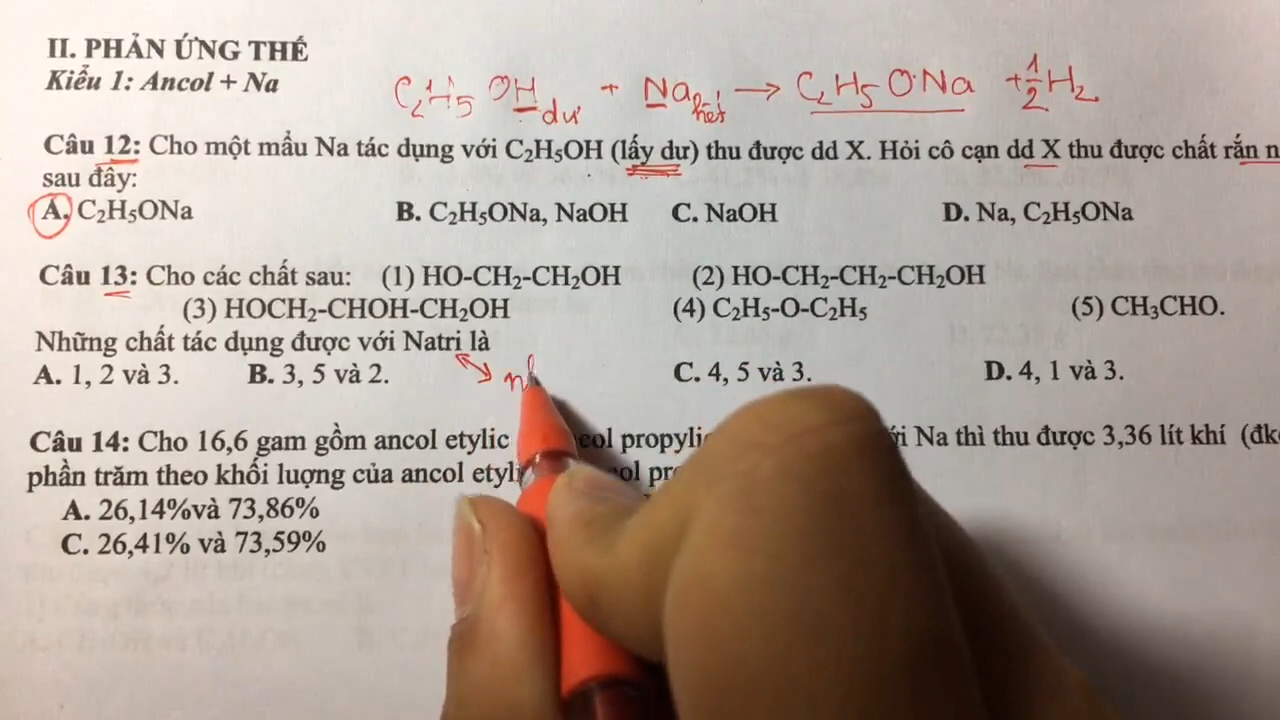 II. PHẢN ỨNG THẾ
Kiểu 1: Ancol + Na
C₂H₅OH dư + Na hết → C₂H₅ONa + 1/2 H₂
Câu 12: Cho một mẩu Na tác dụng với C₂H₅OH (lấy dư) thu được dd X. Hỏi cô cạn dd X thu được chất rắn n
sau đây:
A. C₂H₅ONa B. C₂H₅ONa, NaOH C. NaOH D. Na, C₂H₅ONa
Câu 13: Cho các chất sau: (1) HO-CH₂-CH₂OH (2) HO-CH₂-CH₂-CH₂OH
(3) HOCH₂-CHOH-CH₂OH (4) C₂H₅-O-C₂H₅ (5) CH₃CHO.
Những chất tác dụng được với Natri là
A. 1, 2 và 3. B. 3, 5 và 2. C. 4, 5 và 3. D. 4, 1 và 3.
Câu 14: Cho 16,6 gam gồm ancol etylic col propyli ới Na thì thu được 3,36 lít khí (đk
phần trăm theo khối luợng của ancol etyl ol pr
A. 26,14%và 73,86%
C. 26,41% và 73,59%